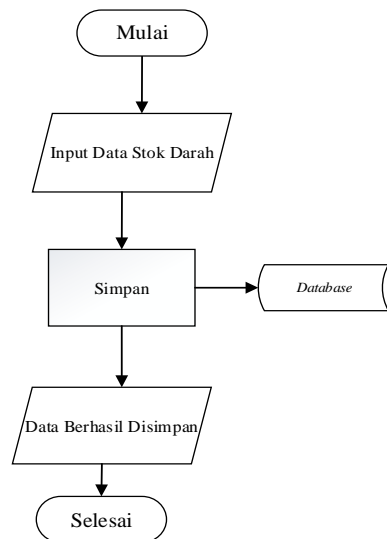 Mulai
Input Data Stok Darah
Simpan
Database
Data Berhasil Disimpan
Selesai